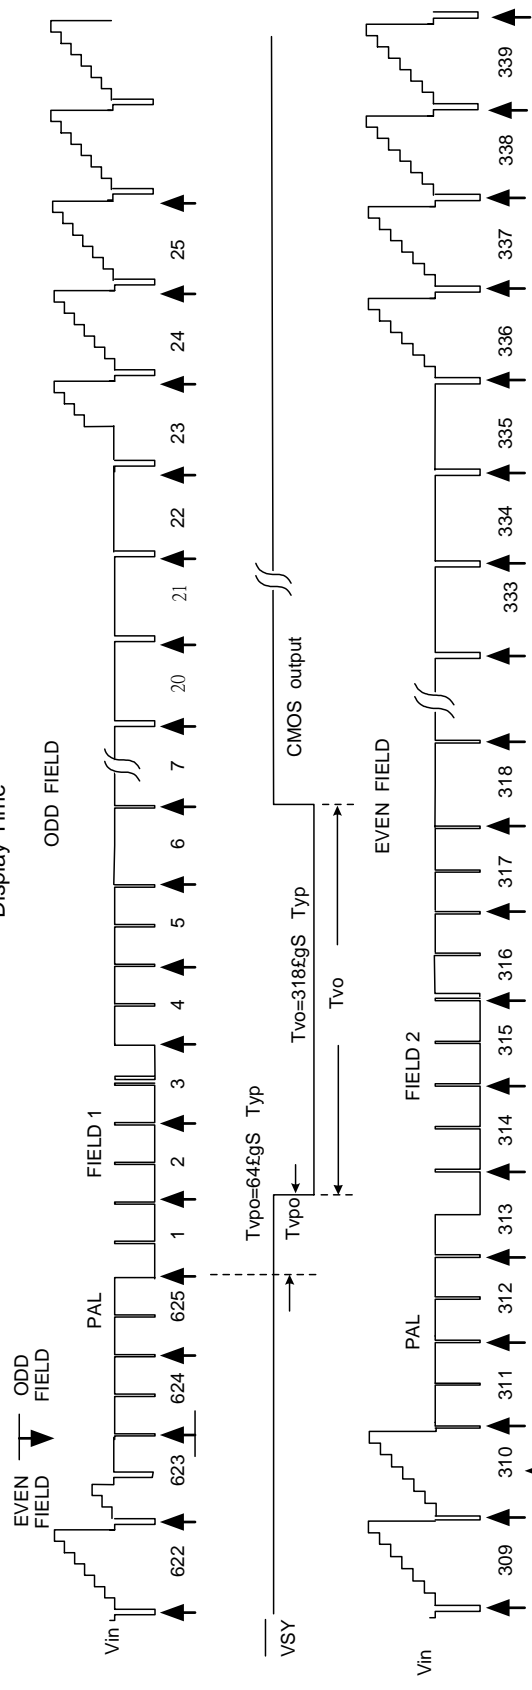 Display Time
EVEN
FIELD
ODD
FIELD
ODD FIELD
PAL
FIELD 1
Vin
622 623 624 625 1 2 3 4 5 6 7 20 21 22 23 24 25
Tvpo=64£gS Typ
VSY
Tvpo
Tvo=318£gS Typ
CMOS output
Tvo
EVEN FIELD
PAL
FIELD 2
Vin
309 310 311 312 313 314 315 316 317 318 333 334 335 336 337 338 339